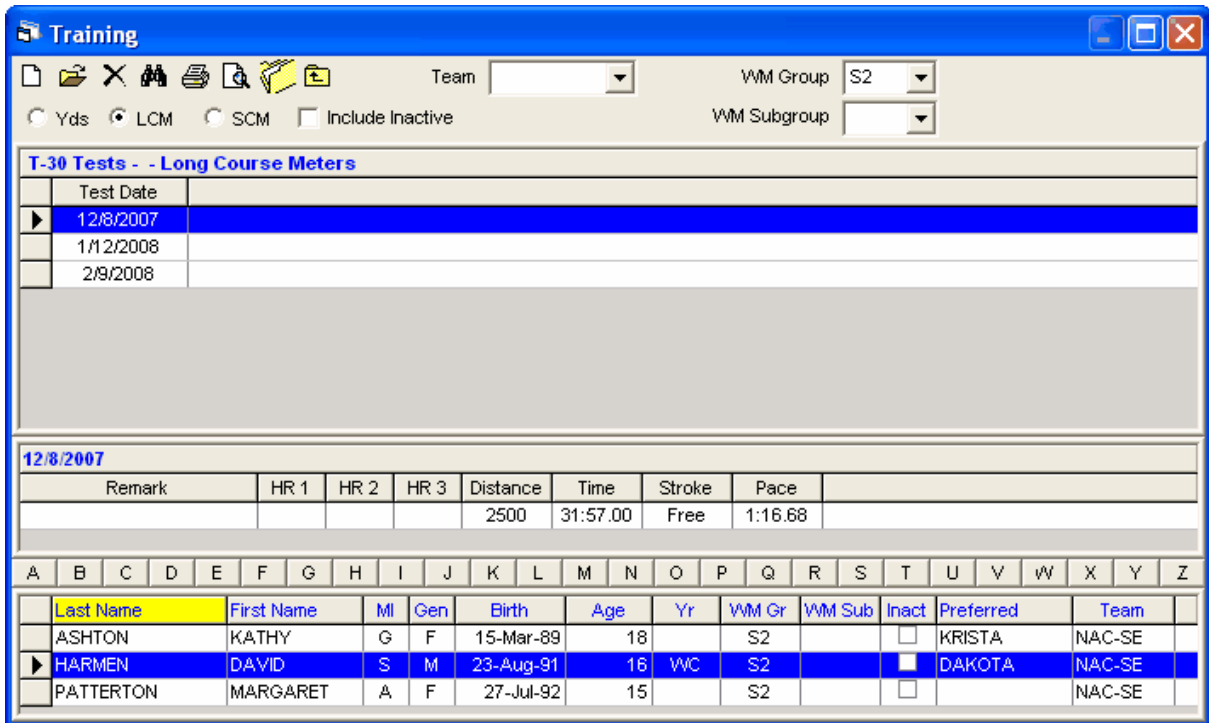 Training
Team WM Group S2
Yds LCM SCM Include Inactive WM Subgroup
T-30 Tests - - Long Course Meters
Test Date
12/8/2007
1/12/2008
2/9/2008
12/8/2007
Remark HR 1 HR 2 HR 3 Distance Time Stroke Pace
2500 31:57.00 Free 1:16.68
A B C D E F G H I J K L M N O P Q R S T U V W X Y Z
Last Name First Name MI Gen Birth Age Yr WM Gr WM Sub Inact Preferred Team
ASHTON KATHY G F 15-Mar-89 18 S2 KRISTA NAC-SE
HARMEN DAVID S M 23-Aug-91 16 WC S2 DAKOTA NAC-SE
PATTERTON MARGARET A F 27-Jul-92 15 S2 NAC-SE